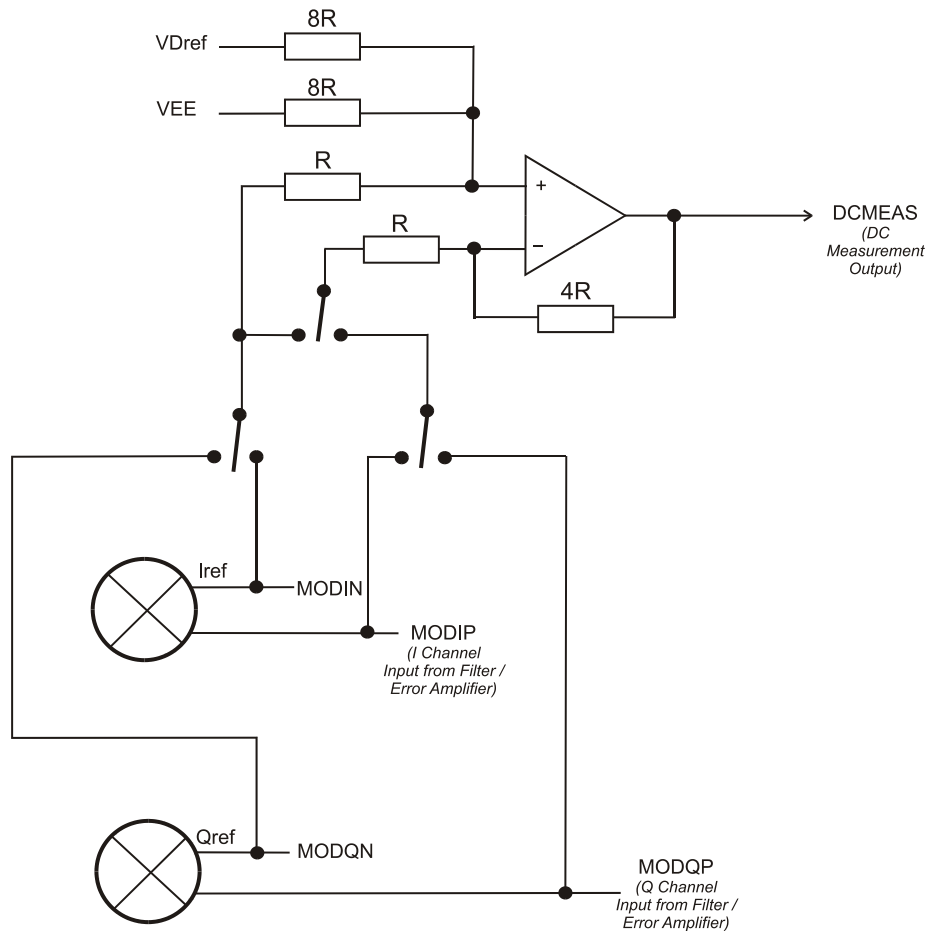 8R
VDref
8R
VEE
R
R
+
−
DCMEAS
(DC
Measurement
Output)
4R
Iref
MODIN
MODIP
(I Channel
Input from Filter /
Error Amplifier)
Qref
MODQN
MODQP
(Q Channel
Input from Filter /
Error Amplifier)